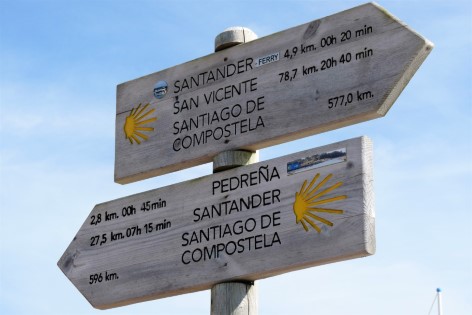 SANTANDER -FERRY- 4,9 km. 00h 20 min
SAN VICENTE 78,7 km. 20h 40 min
SANTIAGO DE
COMPOSTELA 577,0 km.
PEDREÑA
2,8 km. 00h 45 min
SANTANDER
27,5 km. 07h 15 min
SANTIAGO DE
COMPOSTELA
596 km.